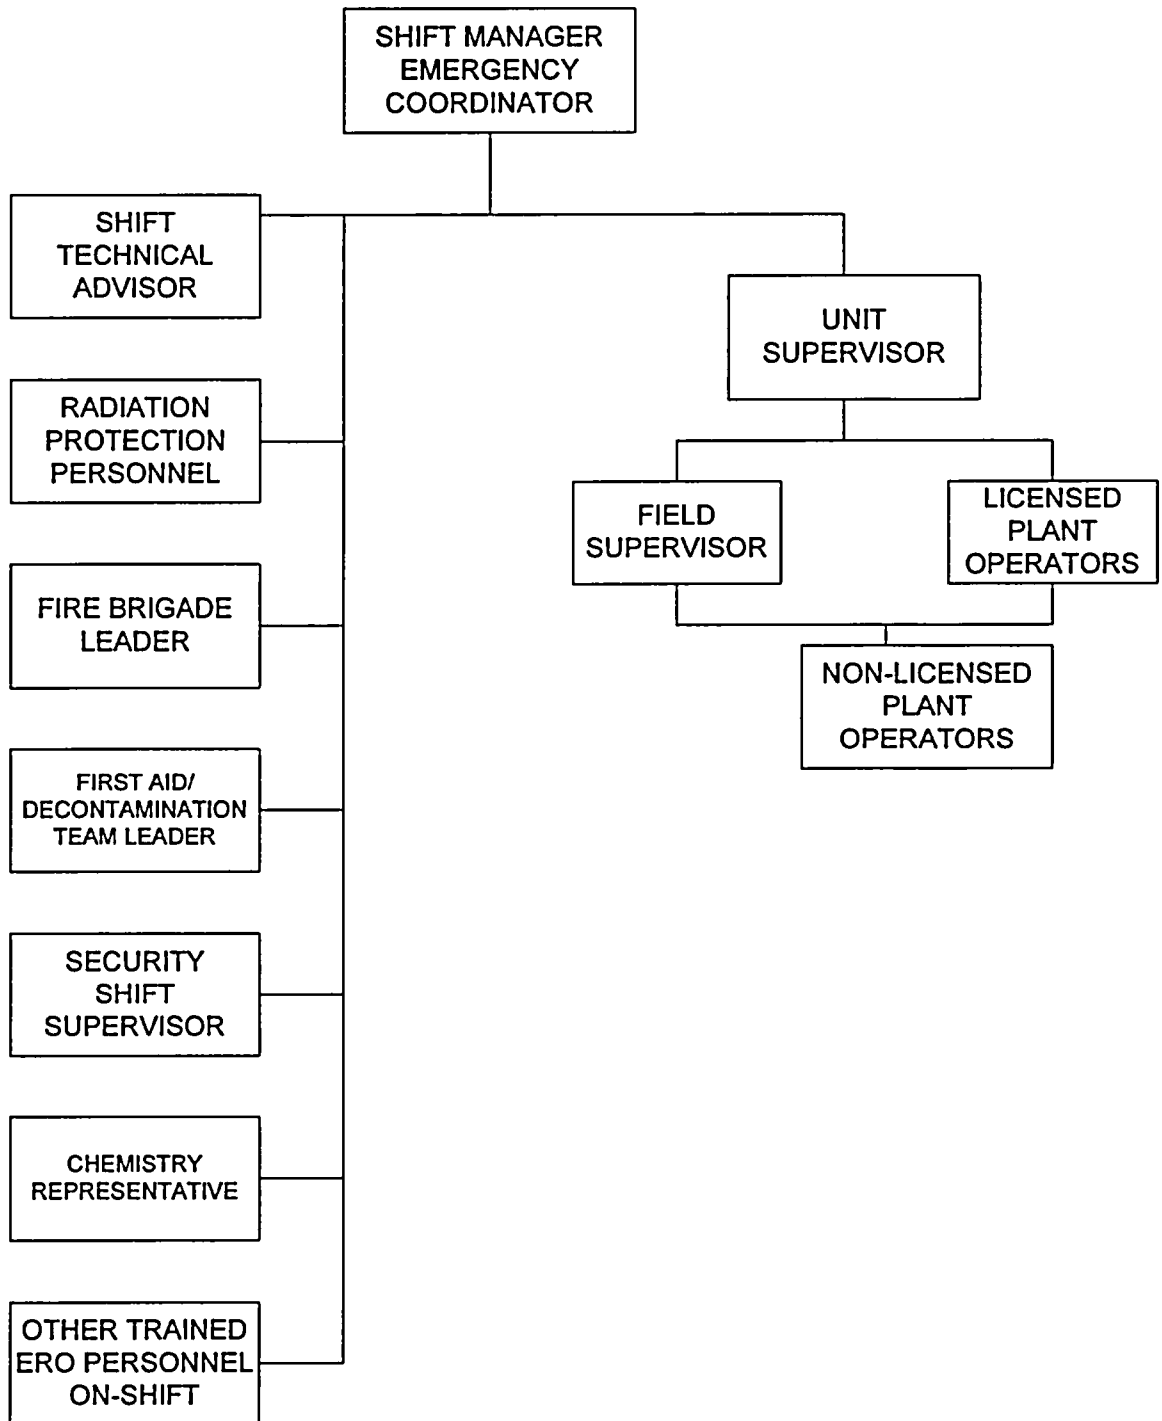 SHIFT MANAGER
EMERGENCY
COORDINATOR
SHIFT
TECHNICAL
ADVISOR
UNIT
SUPERVISOR
RADIATION
PROTECTION
PERSONNEL
FIELD
SUPERVISOR
LICENSED
PLANT
OPERATORS
FIRE BRIGADE
LEADER
NON-LICENSED
PLANT
OPERATORS
FIRST AID/
DECONTAMINATION
TEAM LEADER
SECURITY
SHIFT
SUPERVISOR
CHEMISTRY
REPRESENTATIVE
OTHER TRAINED
ERO PERSONNEL
ON-SHIFT